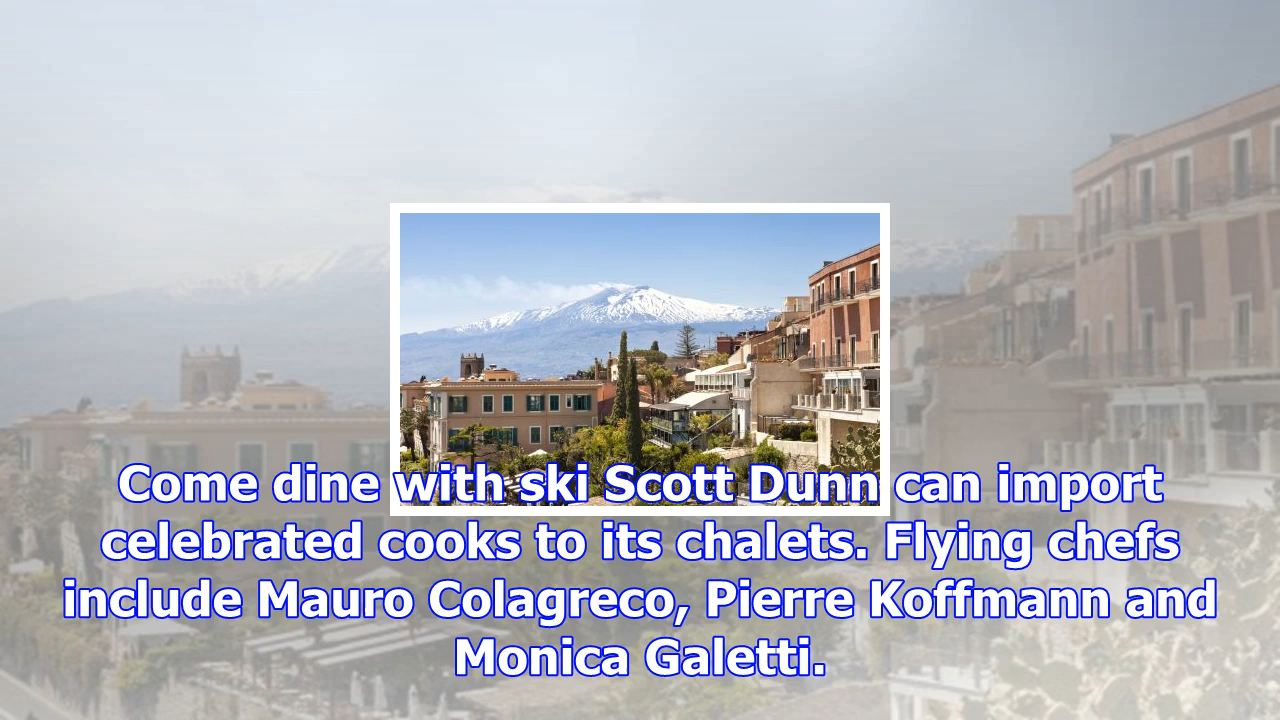 Come dine with ski Scott Dunn can import
celebrated cooks to its chalets. Flying chefs
include Mauro Colagreco, Pierre Koffmann and
Monica Galetti.